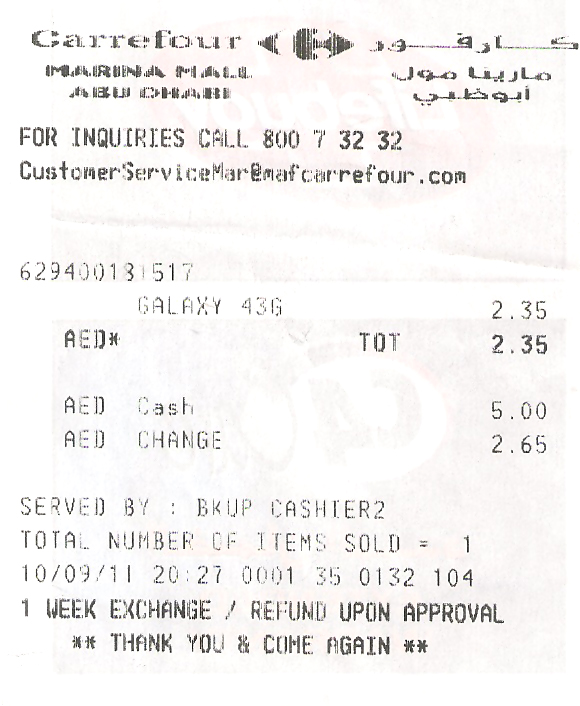 Carrefour كارفور
MARINA MALL مارينا مول
ABU DHABI أبوظبي
FOR INQUIRIES CALL 800 7 32 32
CustomerServiceMar@mafcarrefour.com
629400181517
GALAXY 43G 2.35
AED* TOT 2.35
AED Cash 5.00
AED CHANGE 2.65
SERVED BY : BKUP CASHIER2
TOTAL NUMBER OF ITEMS SOLD = 1
10/09/11 20:27 0001 35 0132 104
1 WEEK EXCHANGE / REFUND UPON APPROVAL
** THANK YOU & COME AGAIN **